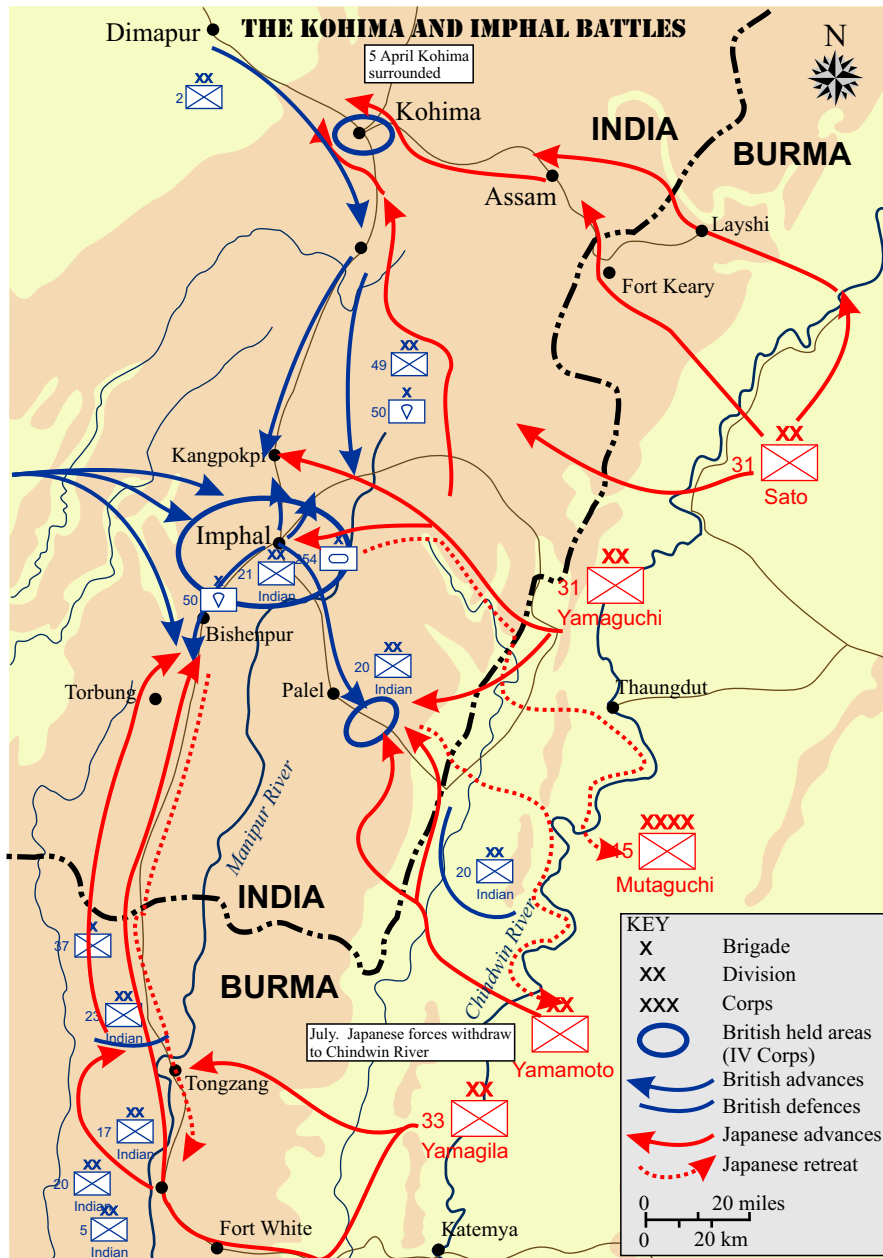 THE KOHIMA AND IMPHAL BATTLES
Dimapur
5 April Kohima
surrounded
N
XX
2
Kohima
INDIA
BURMA
Assam
Layshi
Fort Keary
XX
49
X
50
Kangpokpi
XX
31
Sato
Imphal
X
254
XX
21
Indian
X
50
XX
31
Yamaguchi
Bishenpur
XX
20
Indian
Torbung
Palel
Thaungdut
Manipur River
XXXX
15
Mutaguchi
XX
20
Indian
INDIA
BURMA
Chindwin River
X
37
XX
23
Indian
July. Japanese forces withdraw
to Chindwin River
XX
Yamamoto
Tongzang
XX
33
Yamagila
XX
17
Indian
XX
20
Indian
XX
5
Indian
Fort White
Katemya
KEY
X Brigade
XX Division
XXX Corps
British held areas
(IV Corps)
British advances
British defences
Japanese advances
Japanese retreat
0 20 miles
0 20 km